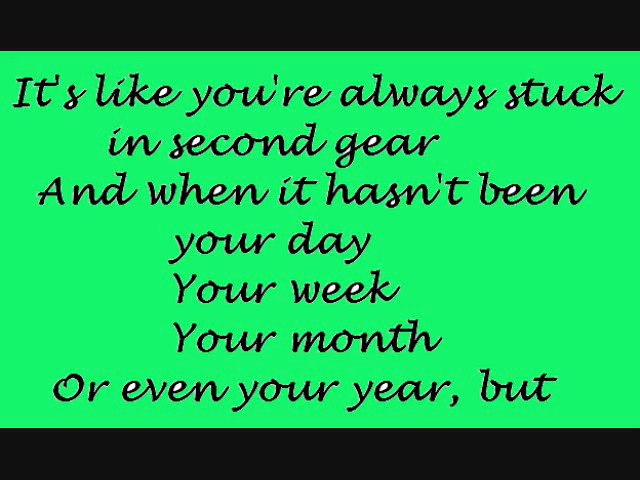 It's like you're always stuck
in second gear
And when it hasn't been
your day
Your week
Your month
Or even your year, but